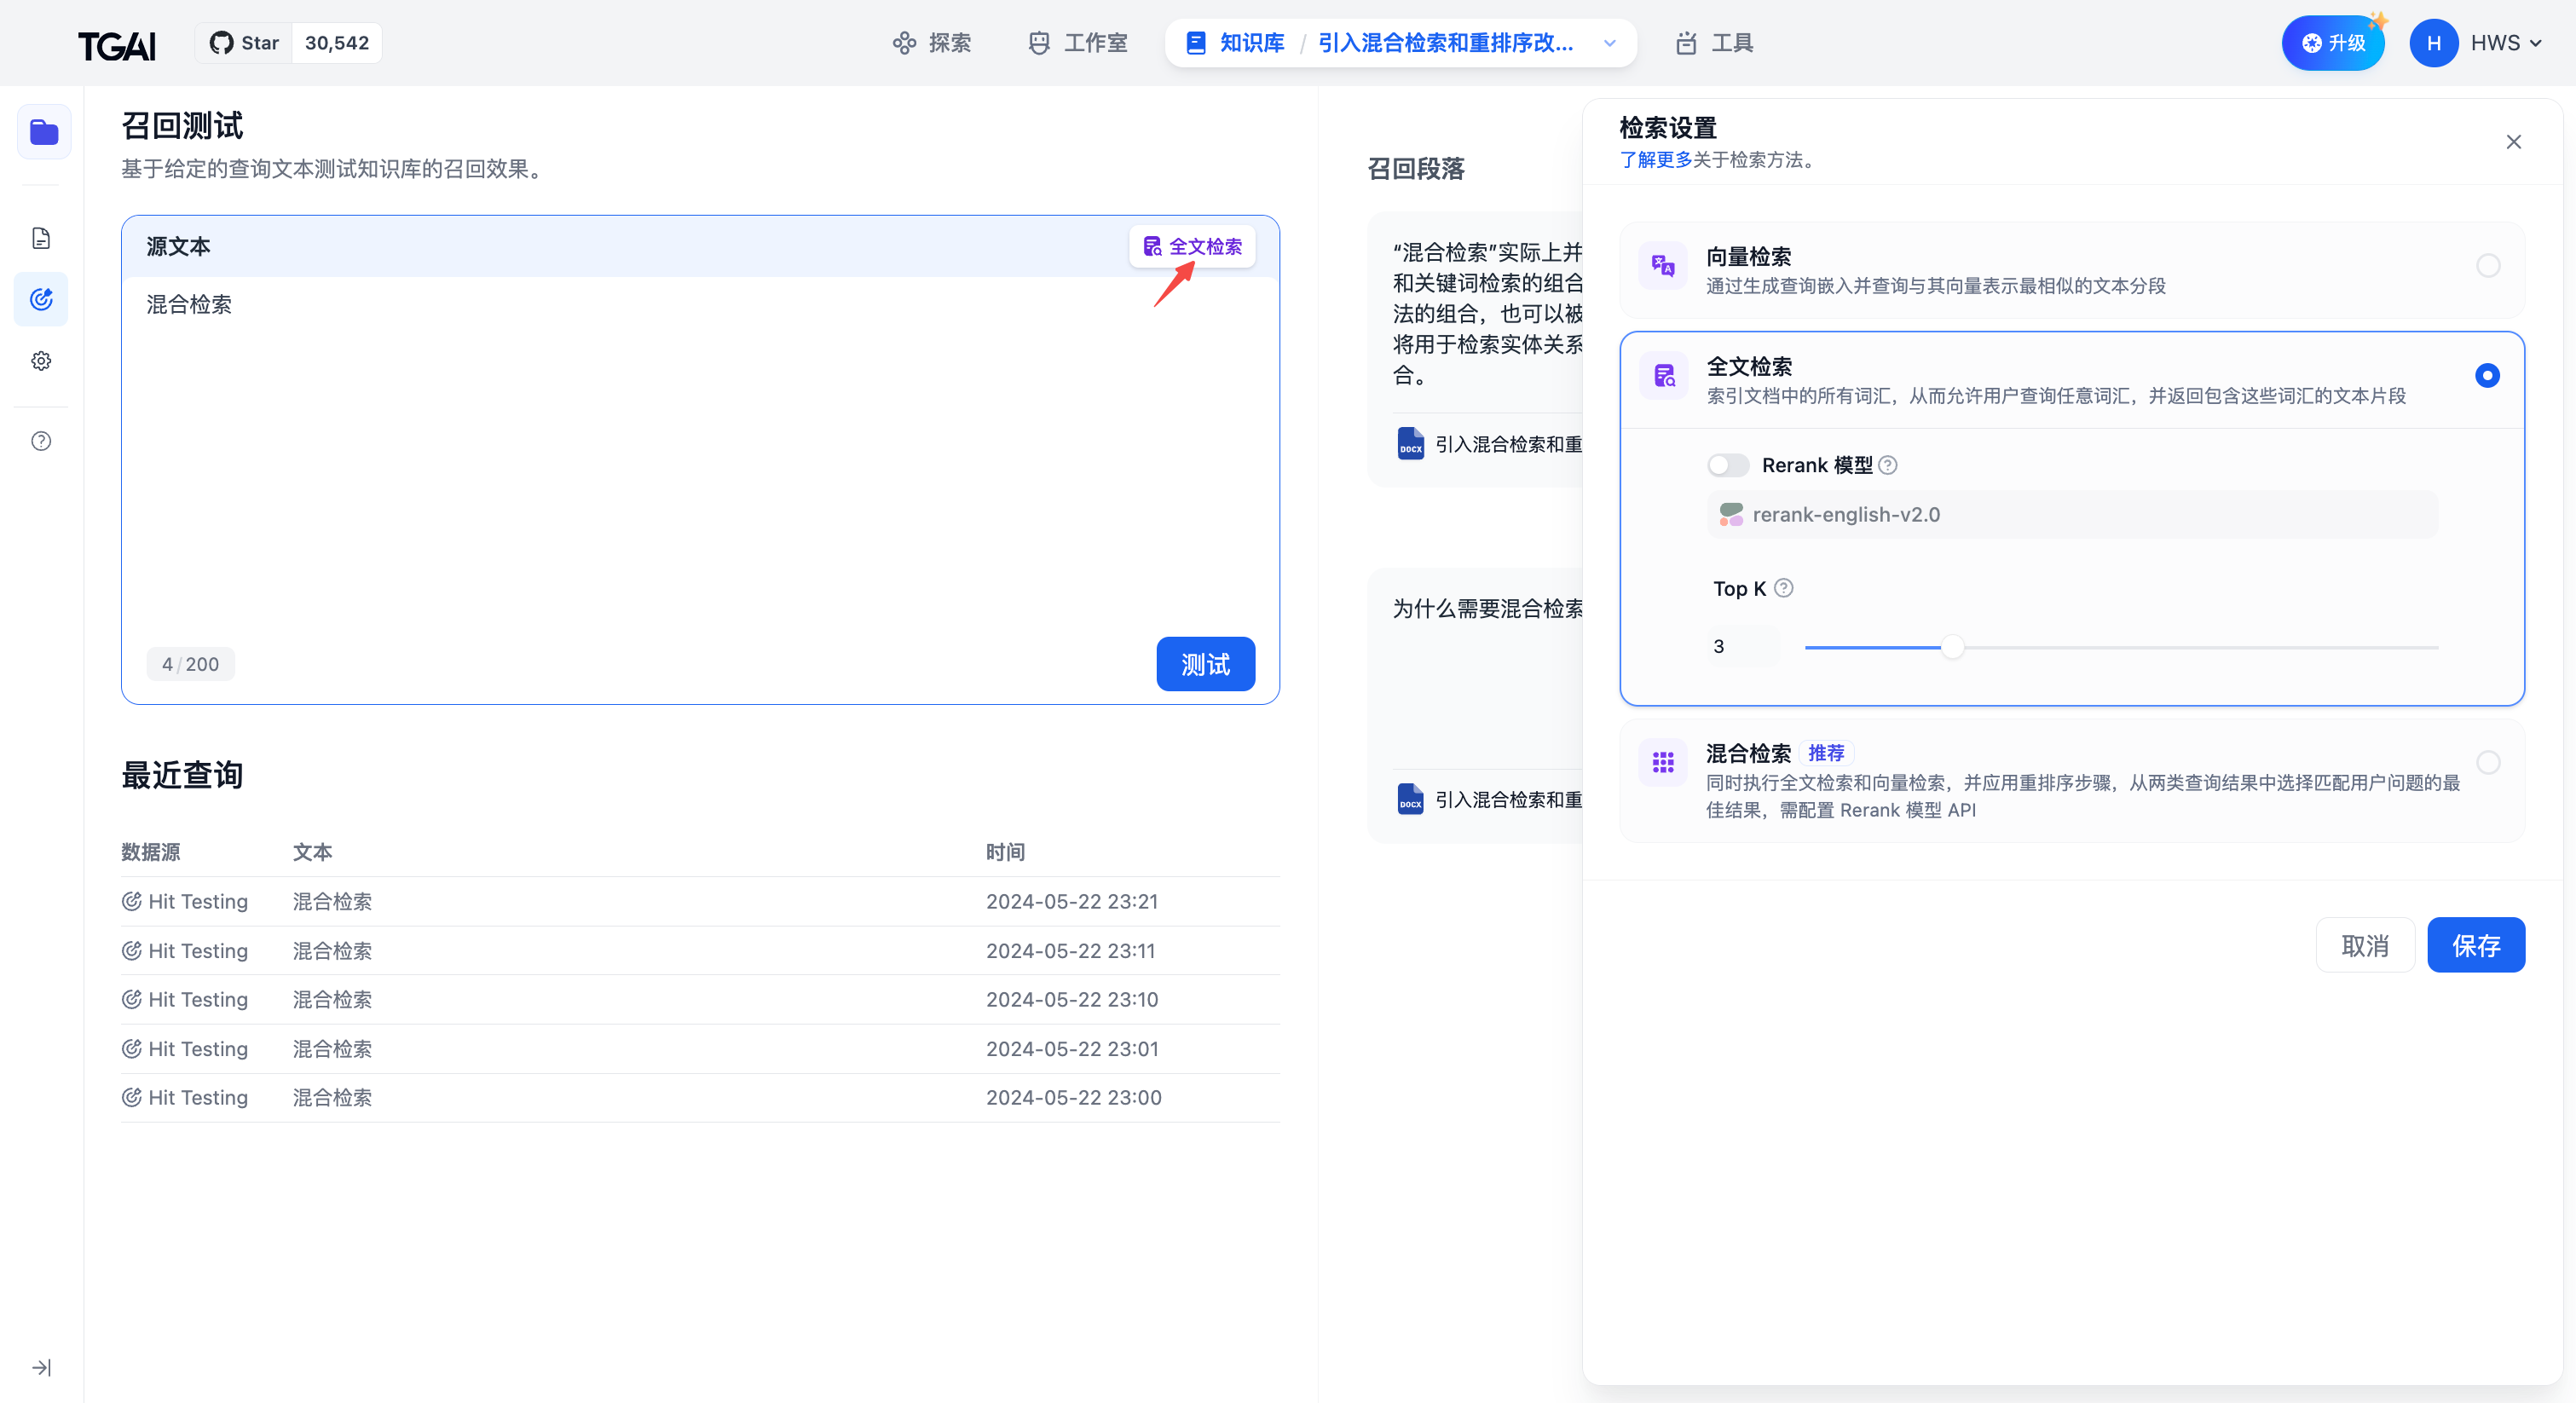 TGAI
Star 30,542
探索
工作室
知识库 / 引入混合检索和重排序改...
工具
升级
H HWS
召回测试
基于给定的查询文本测试知识库的召回效果。
源文本
全文检索
混合检索
4 / 200
测试
最近查询
数据源 文本 时间
Hit Testing 混合检索 2024-05-22 23:21
Hit Testing 混合检索 2024-05-22 23:11
Hit Testing 混合检索 2024-05-22 23:10
Hit Testing 混合检索 2024-05-22 23:01
Hit Testing 混合检索 2024-05-22 23:00
召回段落
“混合检索”实际上并
和关键词检索的组合
法的组合，也可以被
将用于检索实体关系
合。
DOCX 引入混合检索和重
为什么需要混合检索
DOCX 引入混合检索和重
检索设置
了解更多关于检索方法。
向量检索
通过生成查询嵌入并查询与其向量表示最相似的文本分段
全文检索
索引文档中的所有词汇，从而允许用户查询任意词汇，并返回包含这些词汇的文本片段
Rerank 模型
rerank-english-v2.0
Top K
3
混合检索 推荐
同时执行全文检索和向量检索，并应用重排序步骤，从两类查询结果中选择匹配用户问题的最
佳结果，需配置 Rerank 模型 API
取消
保存